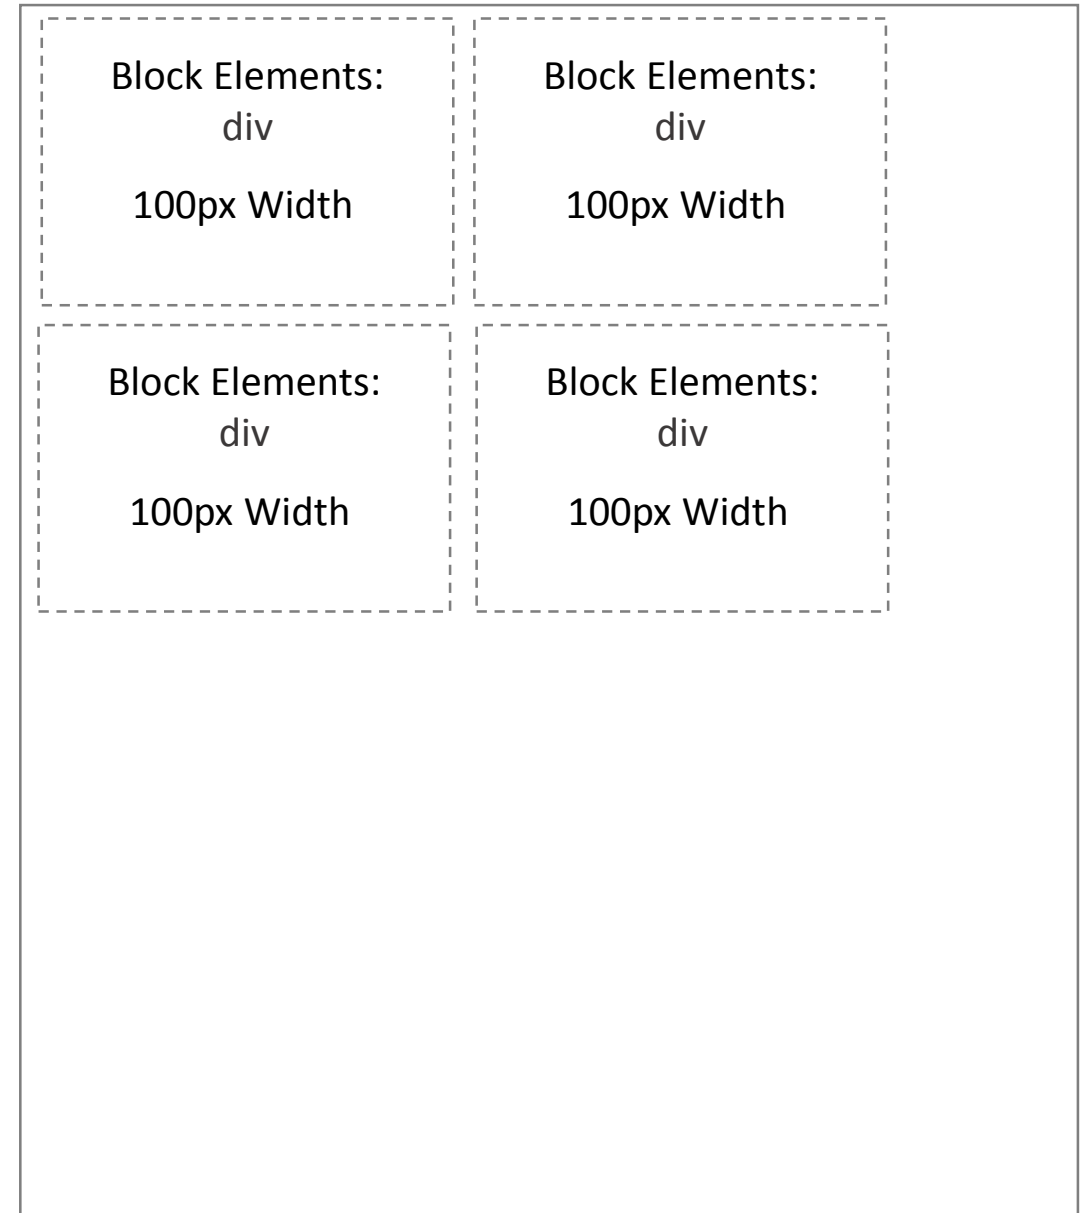 Block Elements:
div
100px Width
Block Elements:
div
100px Width
Block Elements:
div
100px Width
Block Elements:
div
100px Width